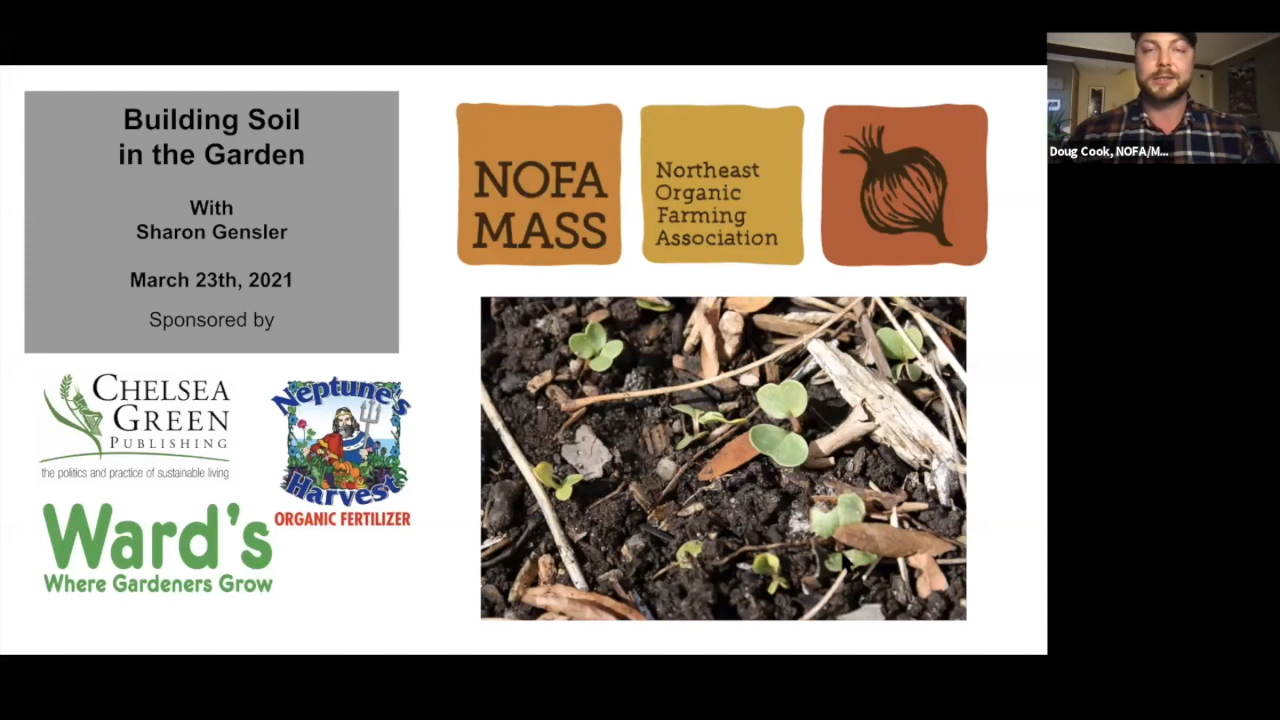 Building Soil
in the Garden
With
Sharon Gensler
March 23th, 2021
Sponsored by
CHELSEA
GREEN
PUBLISHING
the politics and practice of sustainable living
Neptune's
Harvest
ORGANIC FERTILIZER
Ward's
Where Gardeners Grow
NOFA
MASS
Northeast
Organic
Farming
Association
Doug Cook, NOFA/M...